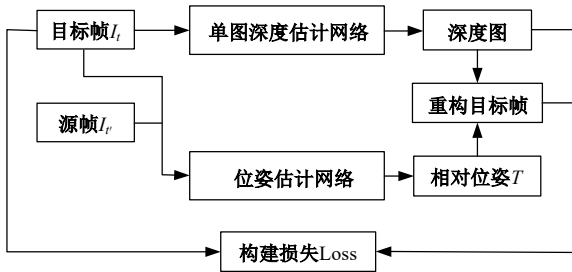 目标帧Iₜ
单图深度估计网络
深度图
源帧Iₜ′
重构目标帧
位姿估计网络
相对位姿T
构建损失Loss